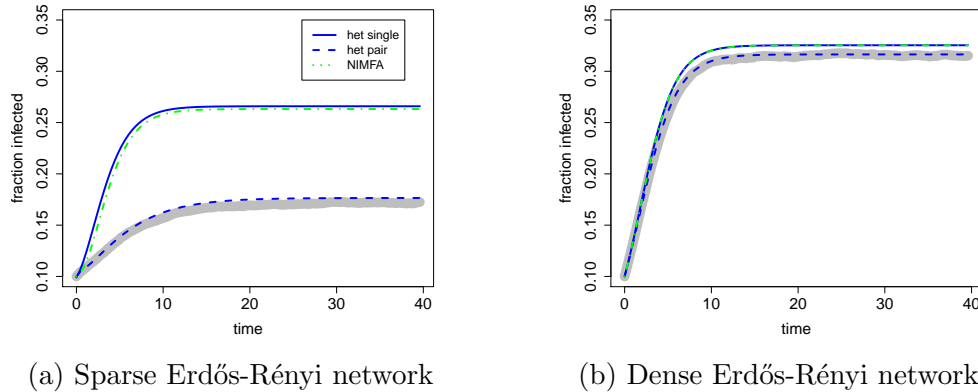 0.35
0.30
0.25
0.20
0.15
0.10
fraction infected
het single
het pair
NIMFA
0 10 20 30 40
time
(a) Sparse Erdős-Rényi network
0.35
0.30
0.25
0.20
0.15
0.10
fraction infected
0 10 20 30 40
time
(b) Dense Erdős-Rényi network